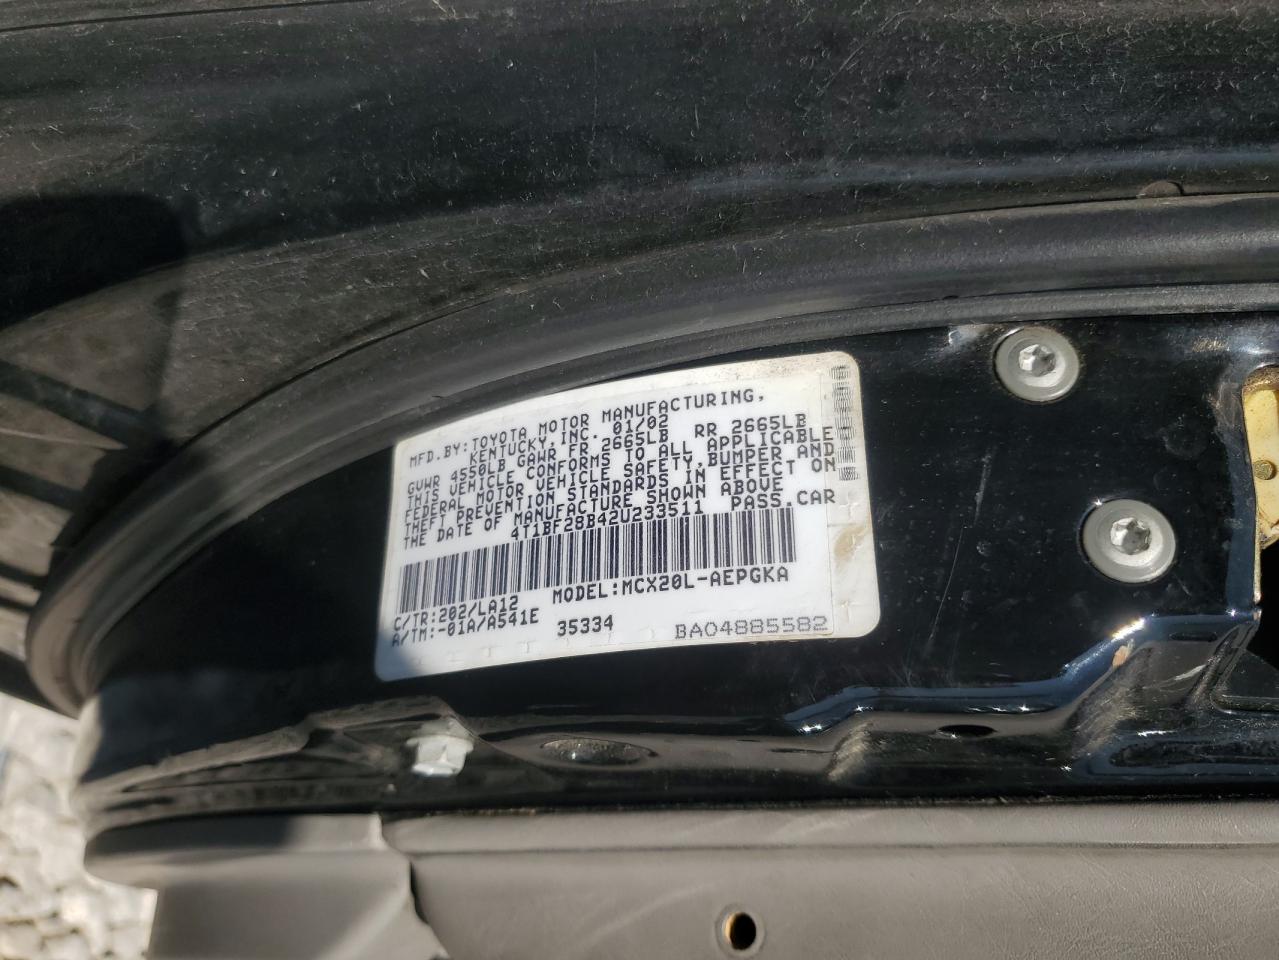 MFD.BY:TOYOTA MOTOR MANUFACTURING,
KENTUCKY,INC. 01/02
GVWR 4550LB GAWR FR 2665LB RR 2665LB
THIS VEHICLE CONFORMS TO ALL APPLICABLE
FEDERAL MOTOR VEHICLE SAFETY,BUMPER AND
THEFT PREVENTION STANDARDS IN EFFECT ON
THE DATE OF MANUFACTURE SHOWN ABOVE
4T1BF28B42U233511 PASS.CAR
C/TR:202/LA12 MODEL:MCX20L-AEPGKA
A/TM:-01A/A541E 35334 BA04885582